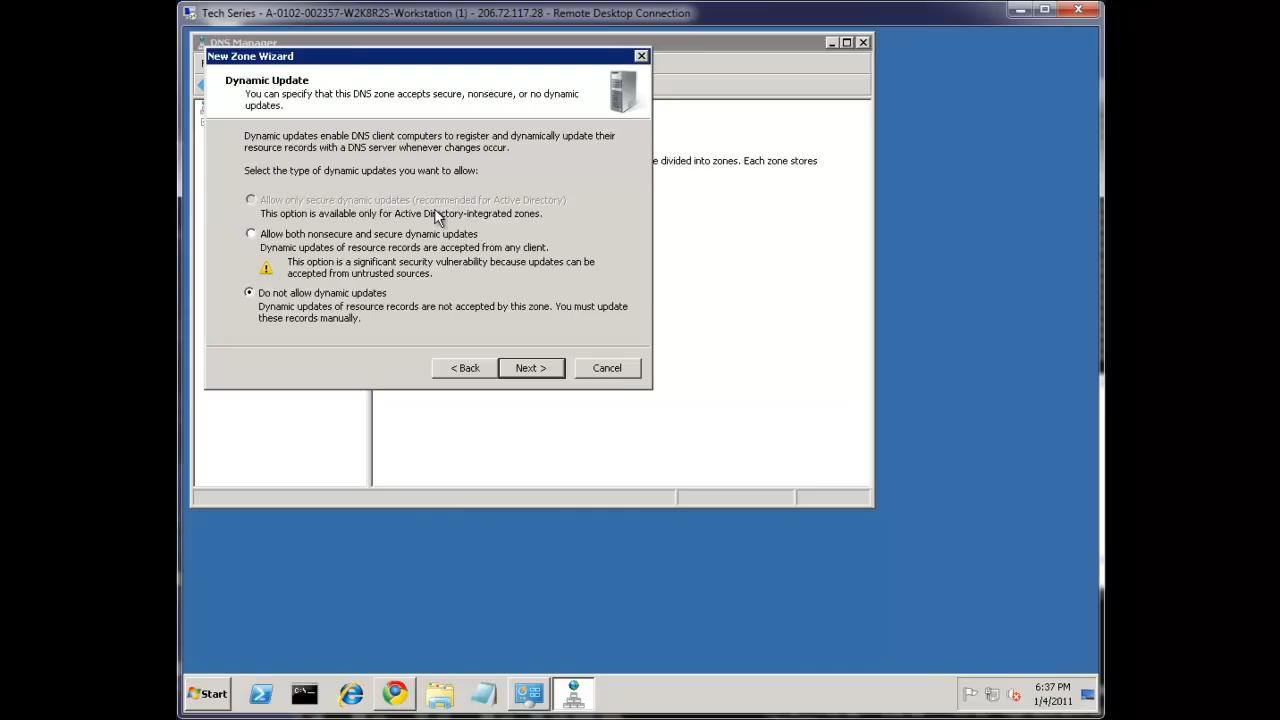 Tech Series - A-0102-002357-W2K8R2S-Workstation (1) - 206.72.117.28 - Remote Desktop Connection
DNS Manager
New Zone Wizard
Dynamic Update
You can specify that this DNS zone accepts secure, nonsecure, or no dynamic
updates.
Dynamic updates enable DNS client computers to register and dynamically update their
resource records with a DNS server whenever changes occur.
e divided into zones. Each zone stores
Select the type of dynamic updates you want to allow:
Allow only secure dynamic updates (recommended for Active Directory)
This option is available only for Active Directory-integrated zones.
Allow both nonsecure and secure dynamic updates
Dynamic updates of resource records are accepted from any client.
This option is a significant security vulnerability because updates can be
accepted from untrusted sources.
Do not allow dynamic updates
Dynamic updates of resource records are not accepted by this zone. You must update
these records manually.
< Back
Next >
Cancel
Start
6:37 PM
1/4/2011